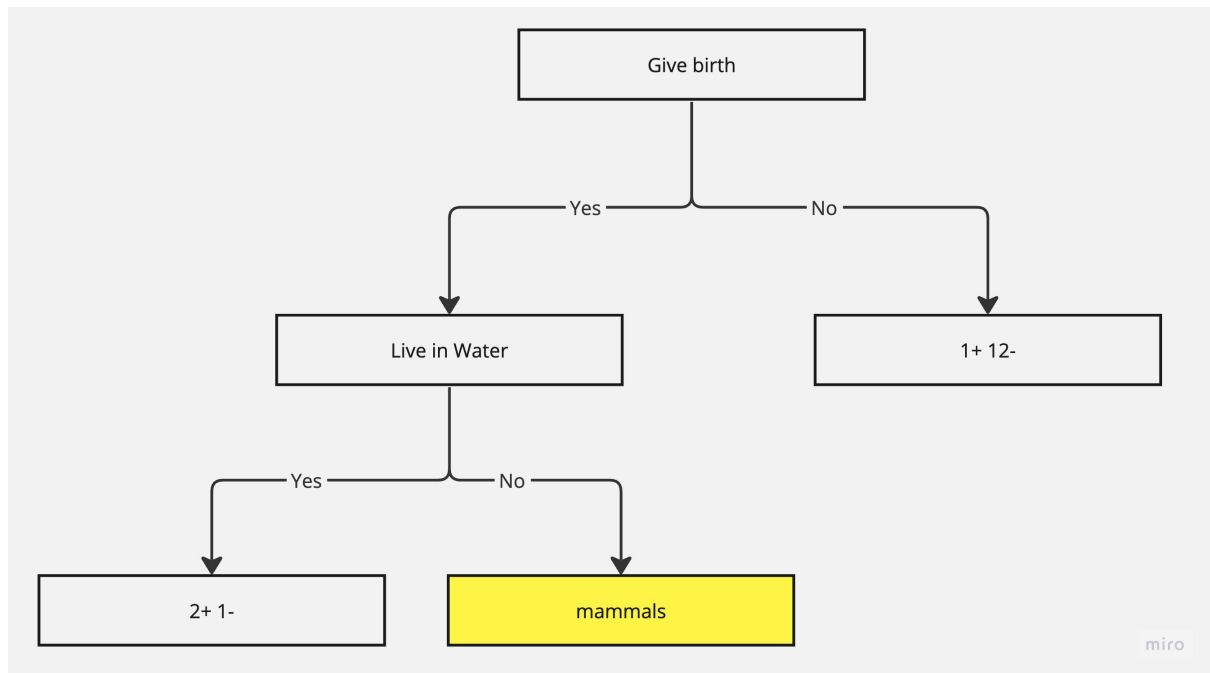 Give birth
Yes
No
Live in Water
1+ 12-
Yes
No
2+ 1-
mammals
miro